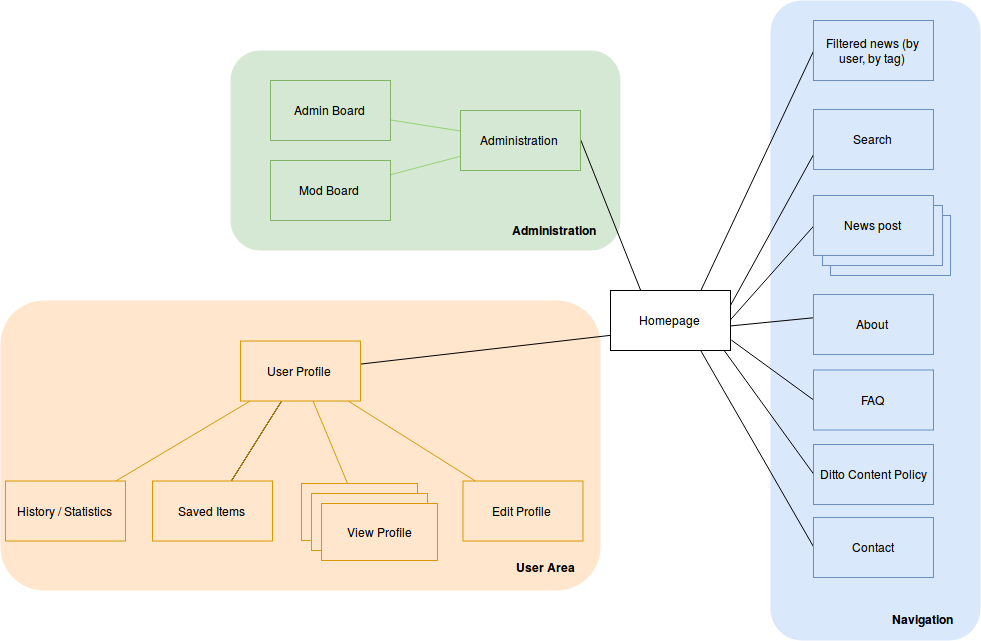 Filtered news (by
user, by tag)
Search
News post
About
FAQ
Ditto Content Policy
Contact
Navigation
Admin Board
Mod Board
Administration
Administration
Homepage
User Profile
History / Statistics
Saved Items
View Profile
Edit Profile
User Area